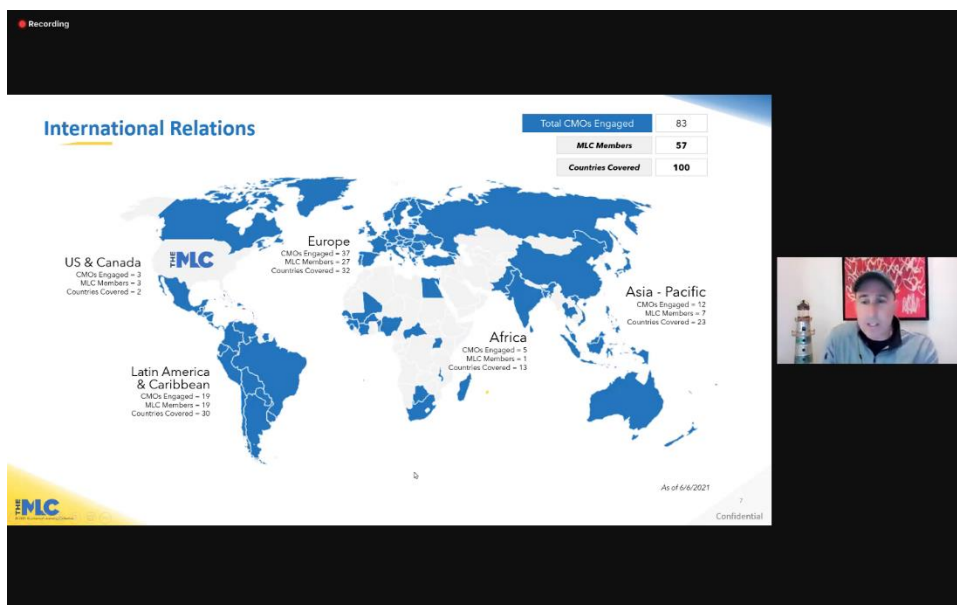 Recording
International Relations
Total CMOs Engaged 83
MLC Members 57
Countries Covered 100
US & Canada
CMOs Engaged = 3
MLC Members = 3
Countries Covered = 2
THE MLC
Europe
CMOs Engaged = 37
MLC Members = 27
Countries Covered = 32
Asia - Pacific
CMOs Engaged = 12
MLC Members = 7
Countries Covered = 23
Africa
CMOs Engaged = 5
MLC Members = 1
Countries Covered = 13
Latin America
& Caribbean
CMOs Engaged = 19
MLC Members = 19
Countries Covered = 30
As of 6/6/2021
7
Confidential
THE MLC